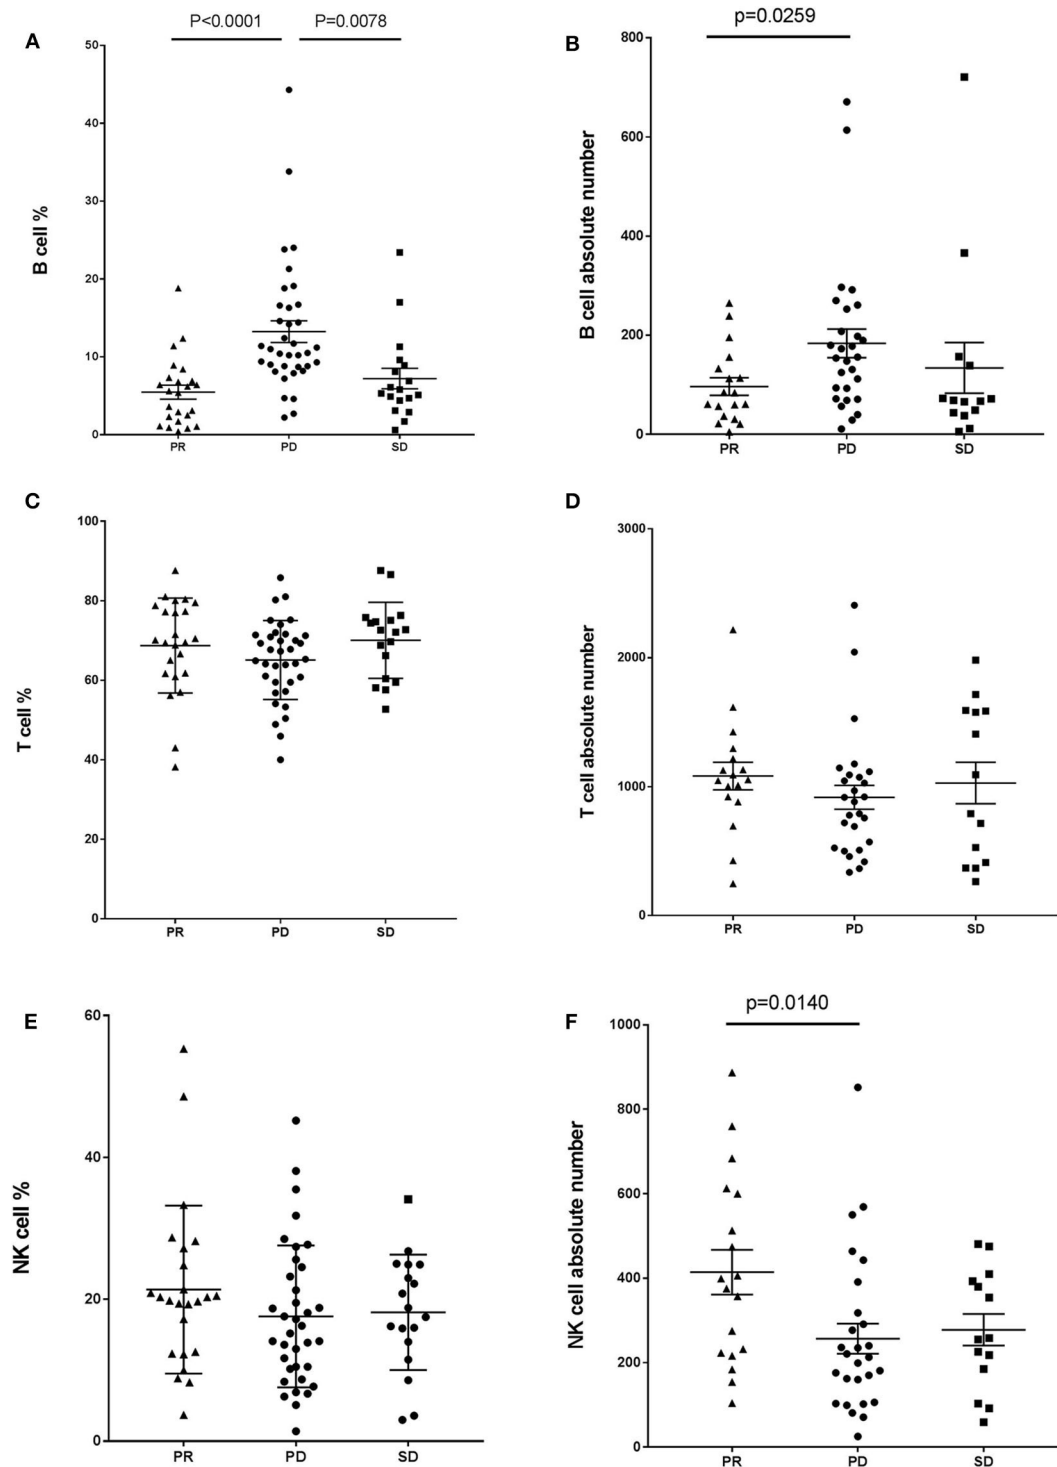 A
P<0.0001
P=0.0078
B cell %
50
40
30
20
10
0
PR
PD
SD
B
p=0.0259
B cell absolute number
800
600
400
200
0
PR
PD
SD
C
T cell %
100
80
60
40
20
0
PR
PD
SD
D
T cell absolute number
3000
2000
1000
0
PR
PD
SD
E
NK cell %
60
40
20
0
PR
PD
SD
F
p=0.0140
NK cell absolute number
1000
800
600
400
200
0
PR
PD
SD